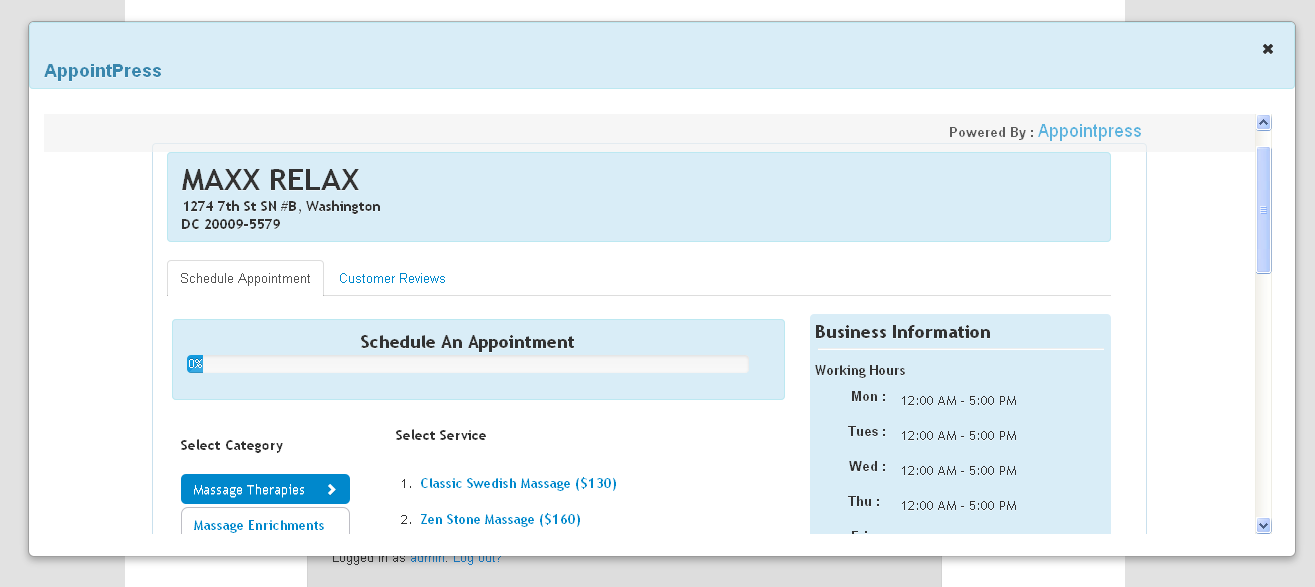 AppointPress
✖
Powered By : Appointpress
MAXX RELAX
1274 7th St SN #B, Washington
DC 20009-5579
Schedule Appointment
Customer Reviews
Schedule An Appointment
0%
Select Category
Massage Therapies
Massage Enrichments
Select Service
1. Classic Swedish Massage ($130)
2. Zen Stone Massage ($160)
Business Information
Working Hours
Mon : 12:00 AM - 5:00 PM
Tues : 12:00 AM - 5:00 PM
Wed : 12:00 AM - 5:00 PM
Thu : 12:00 AM - 5:00 PM
Logged in as admin. Log out?